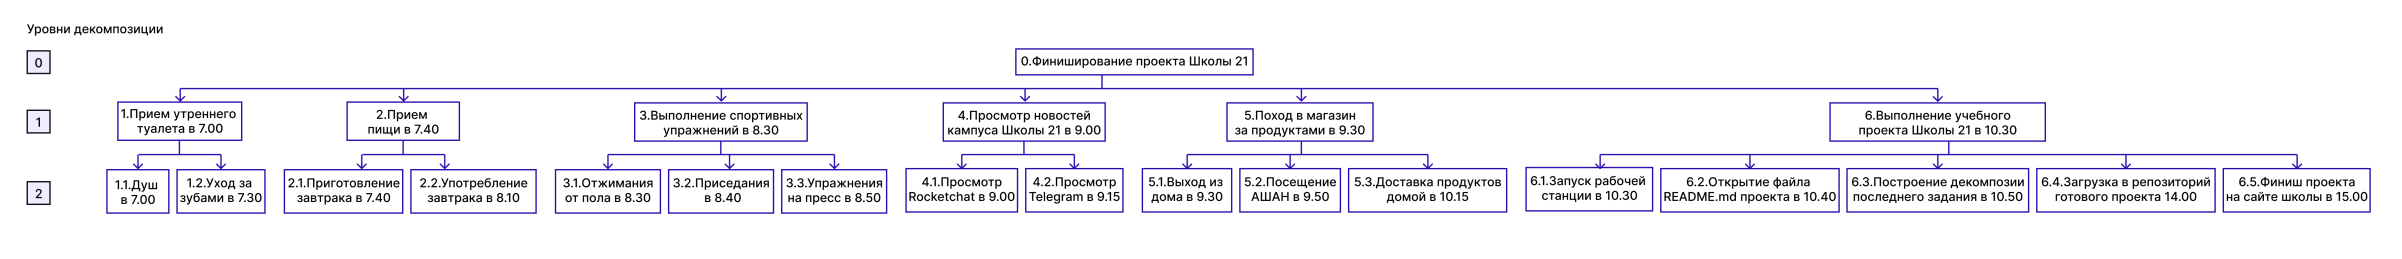 Уровни декомпозиции
0
0.Финиширование проекта Школы 21
1
1.Прием утреннего
туалета в 7.00
2.Прием
пищи в 7.40
3.Выполнение спортивных
упражнений в 8.30
4.Просмотр новостей
кампуса Школы 21 в 9.00
5.Поход в магазин
за продуктами в 9.30
6.Выполнение учебного
проекта Школы 21 в 10.30
2
1.1.Душ
в 7.00
1.2.Уход за
зубами в 7.30
2.1.Приготовление
завтрака в 7.40
2.2.Употребление
завтрака в 8.10
3.1.Отжимания
от пола в 8.30
3.2.Приседания
в 8.40
3.3.Упражнения
на пресс в 8.50
4.1.Просмотр
Rocketchat в 9.00
4.2.Просмотр
Telegram в 9.15
5.1.Выход из
дома в 9.30
5.2.Посещение
АШАН в 9.50
5.3.Доставка продуктов
домой в 10.15
6.1.Запуск рабочей
станции в 10.30
6.2.Открытие файла
README.md проекта в 10.40
6.3.Построение декомпозии
последнего задания в 10.50
6.4.Загрузка в репозиторий
готового проекта 14.00
6.5.Финиш проекта
на сайте школы в 15.00